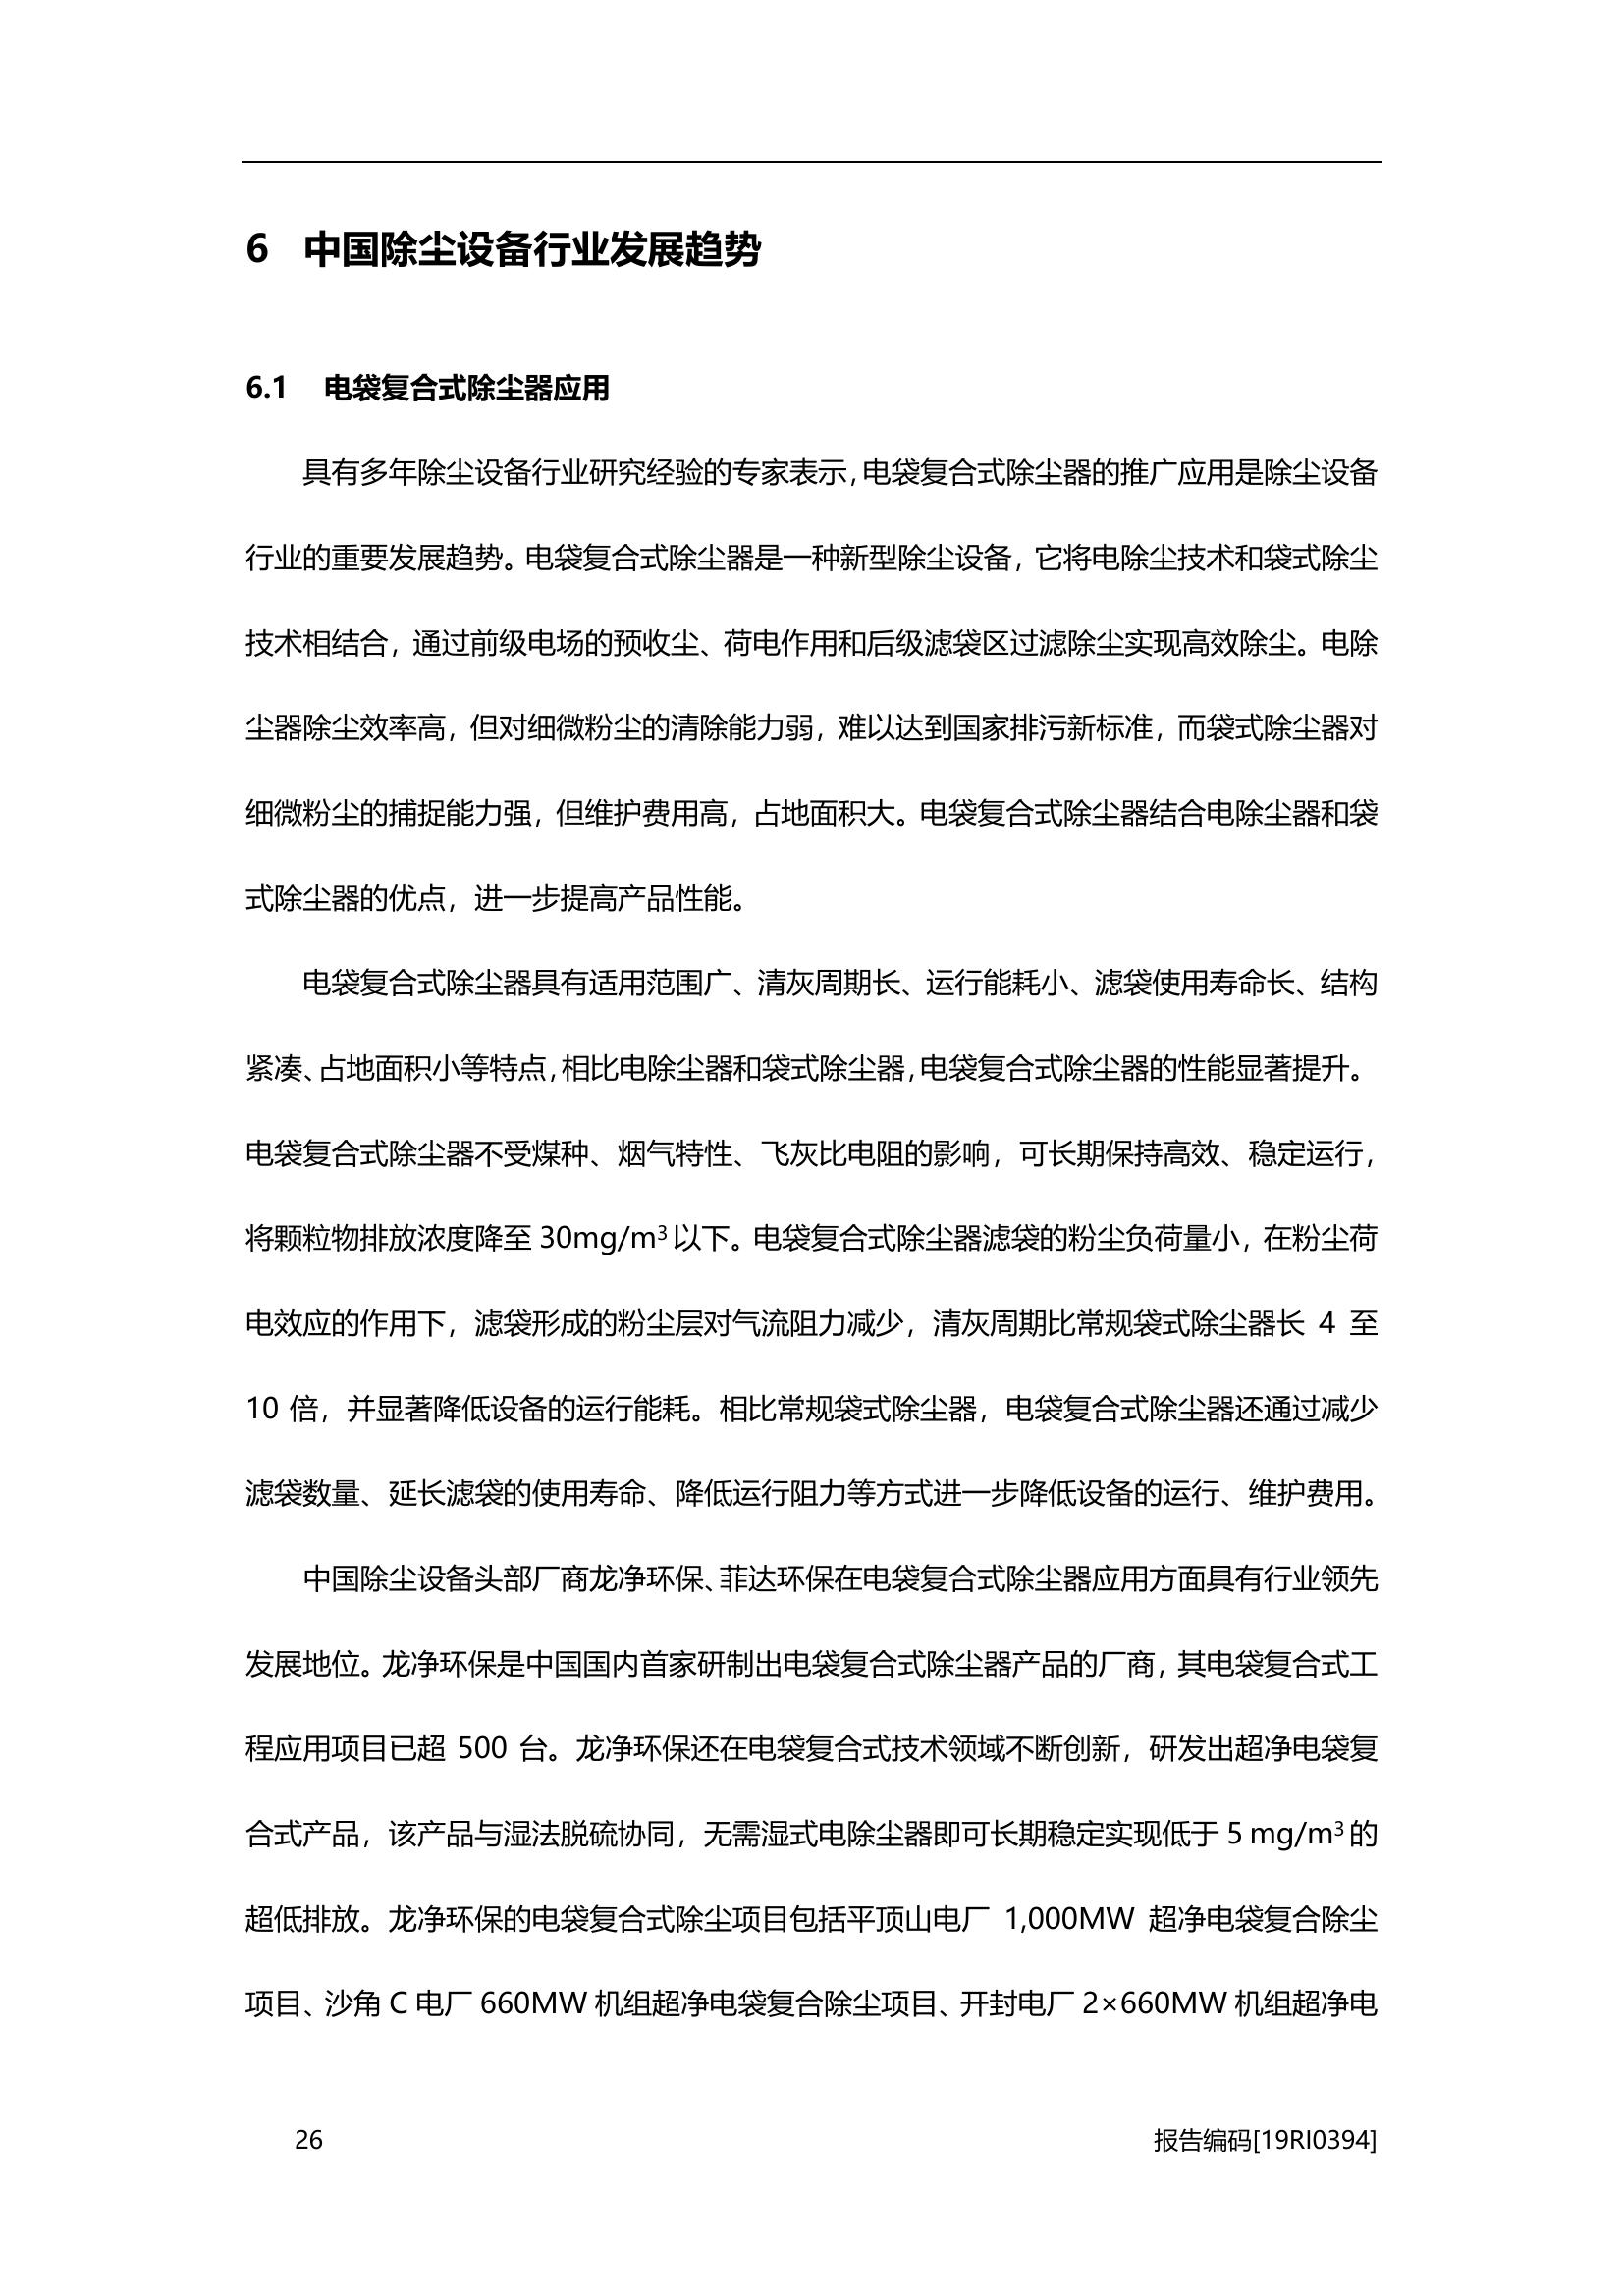 6 中国除尘设备行业发展趋势
6.1 电袋复合式除尘器应用
具有多年除尘设备行业研究经验的专家表示，电袋复合式除尘器的推广应用是除尘设备
行业的重要发展趋势。电袋复合式除尘器是一种新型除尘设备，它将电除尘技术和袋式除尘
技术相结合，通过前级电场的预收尘、荷电作用和后级滤袋区过滤除尘实现高效除尘。电除
尘器除尘效率高，但对细微粉尘的清除能力弱，难以达到国家排污新标准，而袋式除尘器对
细微粉尘的捕捉能力强，但维护费用高，占地面积大。电袋复合式除尘器结合电除尘器和袋
式除尘器的优点，进一步提高产品性能。
电袋复合式除尘器具有适用范围广、清灰周期长、运行能耗小、滤袋使用寿命长、结构
紧凑、占地面积小等特点，相比电除尘器和袋式除尘器，电袋复合式除尘器的性能显著提升。
电袋复合式除尘器不受煤种、烟气特性、飞灰比电阻的影响，可长期保持高效、稳定运行，
将颗粒物排放浓度降至 30mg/m³以下。电袋复合式除尘器滤袋的粉尘负荷量小，在粉尘荷
电效应的作用下，滤袋形成的粉尘层对气流阻力减少，清灰周期比常规袋式除尘器长 4 至
10 倍，并显著降低设备的运行能耗。相比常规袋式除尘器，电袋复合式除尘器还通过减少
滤袋数量、延长滤袋的使用寿命、降低运行阻力等方式进一步降低设备的运行、维护费用。
中国除尘设备头部厂商龙净环保、菲达环保在电袋复合式除尘器应用方面具有行业领先
发展地位。龙净环保是中国国内首家研制出电袋复合式除尘器产品的厂商，其电袋复合式工
程应用项目已超 500 台。龙净环保还在电袋复合式技术领域不断创新，研发出超净电袋复
合式产品，该产品与湿法脱硫协同，无需湿式电除尘器即可长期稳定实现低于 5 mg/m³的
超低排放。龙净环保的电袋复合式除尘项目包括平顶山电厂 1,000MW 超净电袋复合除尘
项目、沙角 C 电厂 660MW 机组超净电袋复合除尘项目、开封电厂 2×660MW 机组超净电
26
报告编码[19RI0394]